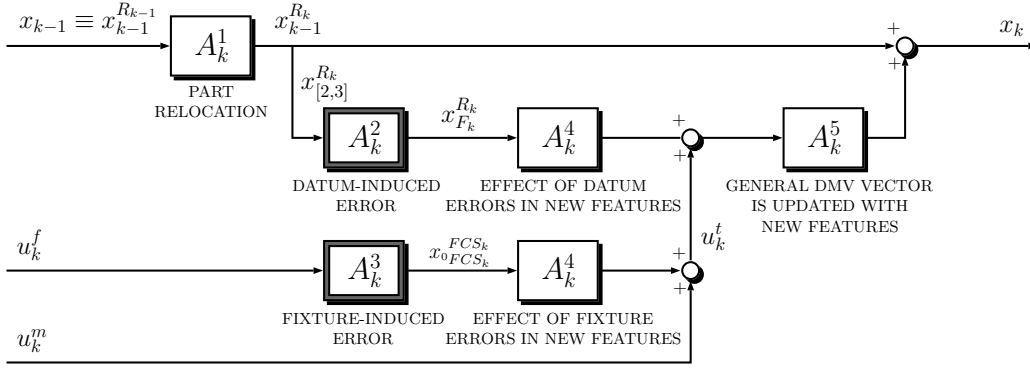 x_{k-1} ≡ x_{k-1}^{R_{k-1}}
A_k^1
x_{k-1}^{R_k}
+
+
x_k
PART
RELOCATION
x_{[2,3]}^{R_k}
A_k^2
x_{F_k}^{R_k}
A_k^4
+
+
A_k^5
DATUM-INDUCED
ERROR
EFFECT OF DATUM
ERRORS IN NEW FEATURES
GENERAL DMV VECTOR
IS UPDATED WITH
NEW FEATURES
u_k^f
A_k^3
x_{0FCS_k}^{FCS_k}
A_k^4
+
+
u_k^t
FIXTURE-INDUCED
ERROR
EFFECT OF FIXTURE
ERRORS IN NEW FEATURES
u_k^m